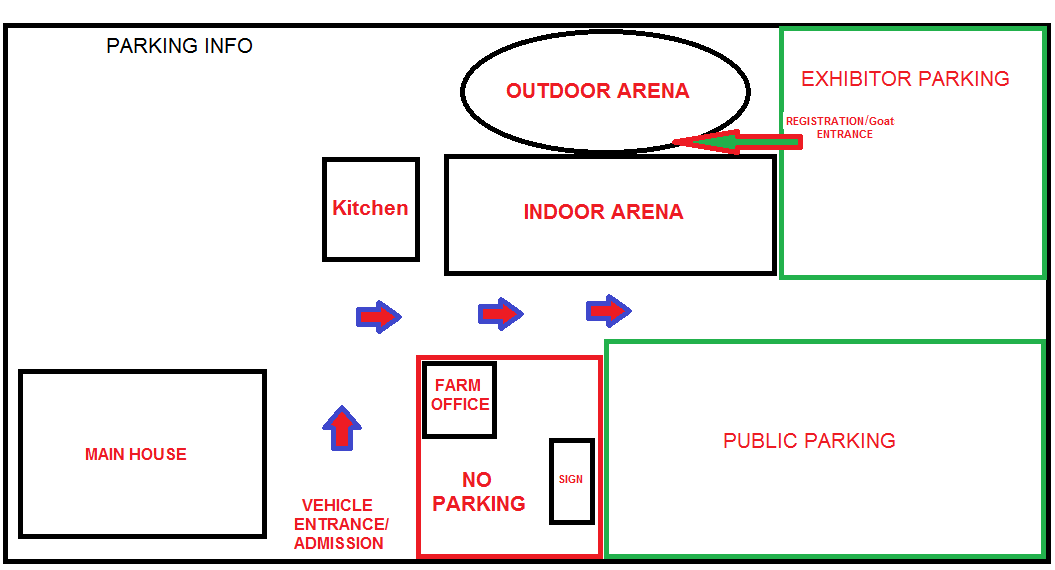 PARKING INFO
OUTDOOR ARENA
EXHIBITOR PARKING
REGISTRATION/Goat
ENTRANCE
Kitchen
INDOOR ARENA
FARM
OFFICE
MAIN HOUSE
PUBLIC PARKING
NO
PARKING
SIGN
VEHICLE
ENTRANCE/
ADMISSION